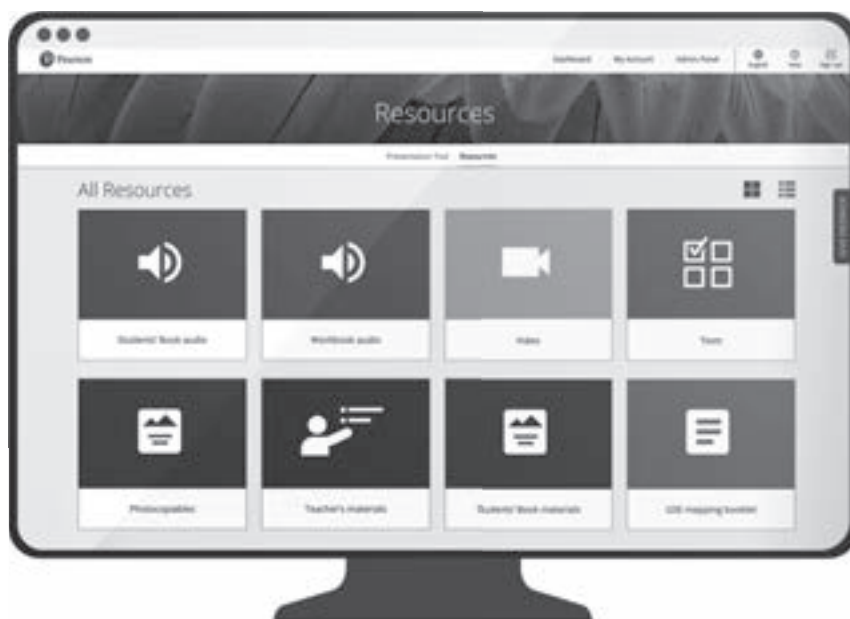 Pearson
Dashboard My Account Admin Panel English Help Sign out
Resources
Presentation Tool Resources
All Resources
Students' Book audio Workbook audio Video Tests
Photocopiables Teacher's materials Students' Book materials GSE mapping booklet